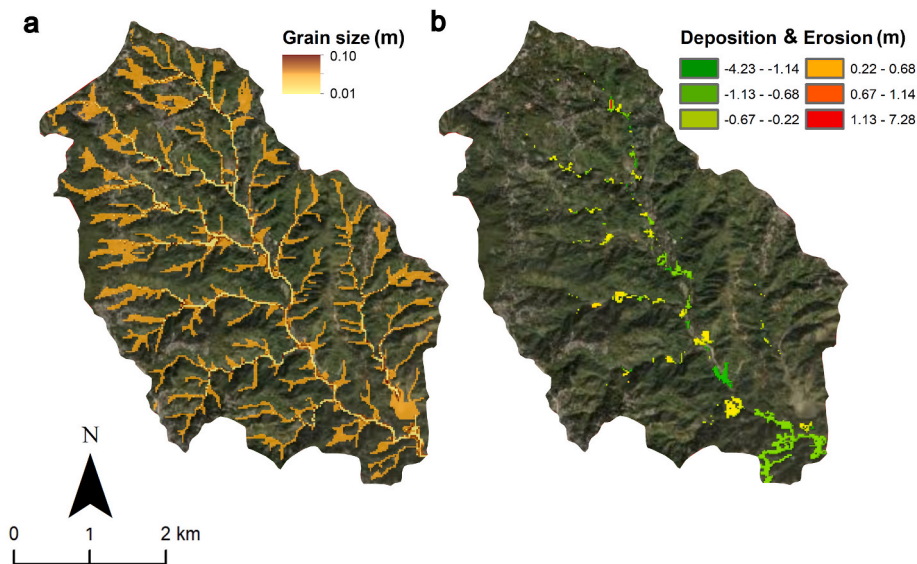 a
Grain size (m)
0.10
0.01
b
Deposition & Erosion (m)
-4.23 - -1.14
0.22 - 0.68
-1.13 - -0.68
0.67 - 1.14
-0.67 - -0.22
1.13 - 7.28
N
0 1 2 km